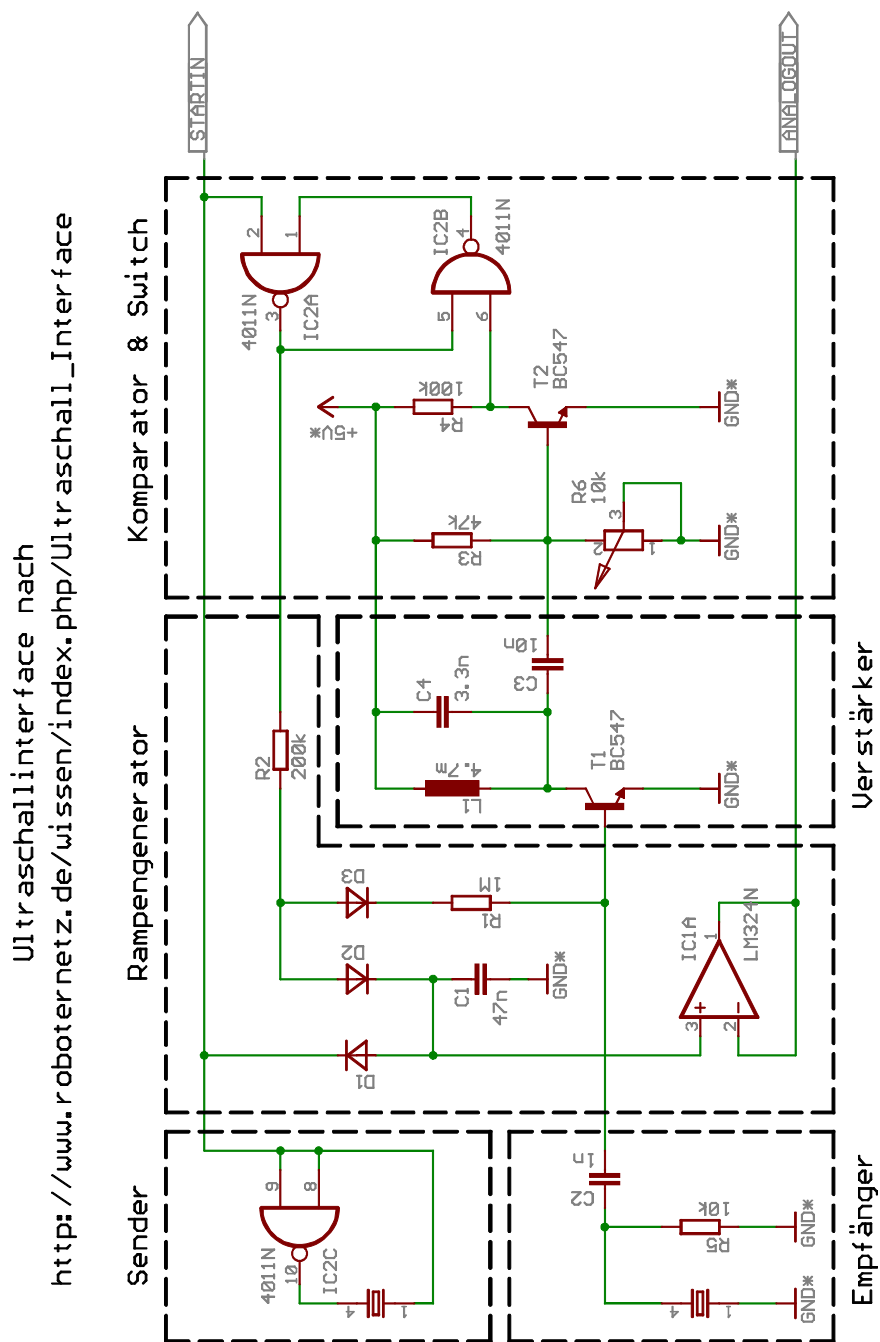 Ultraschallinterface nach
http://www.roboternetz.de/wissen/index.php/Ultraschall_Interface
Sender
4011N
IC2C
10
9
8
4
1
Empfänger
4
1
C2
1n
R5
10k
GND*
GND*
Rampengenerator
D1
D2
D3
C1
47n
GND*
R1
1M
R2
200k
IC1A
LM324N
3
2
1
+
-
Verstärker
L1
4.7m
C4
3.3n
C3
10n
T1
BC547
GND*
Komparator & Switch
+5V*
R3
47k
R4
100k
R6
10k
2
3
1
GND*
T2
BC547
GND*
4011N
IC2A
3
2
1
IC2B
4011N
5
6
4
STARTIN
ANALOGOUT